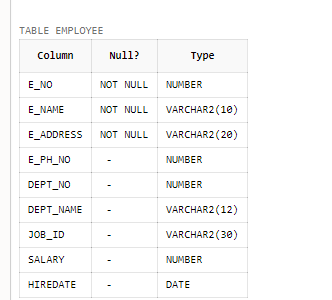 TABLE EMPLOYEE
Column Null? Type
E_NO NOT NULL NUMBER
E_NAME NOT NULL VARCHAR2(10)
E_ADDRESS NOT NULL VARCHAR2(20)
E_PH_NO - NUMBER
DEPT_NO - NUMBER
DEPT_NAME - VARCHAR2(12)
JOB_ID - VARCHAR2(30)
SALARY - NUMBER
HIREDATE - DATE